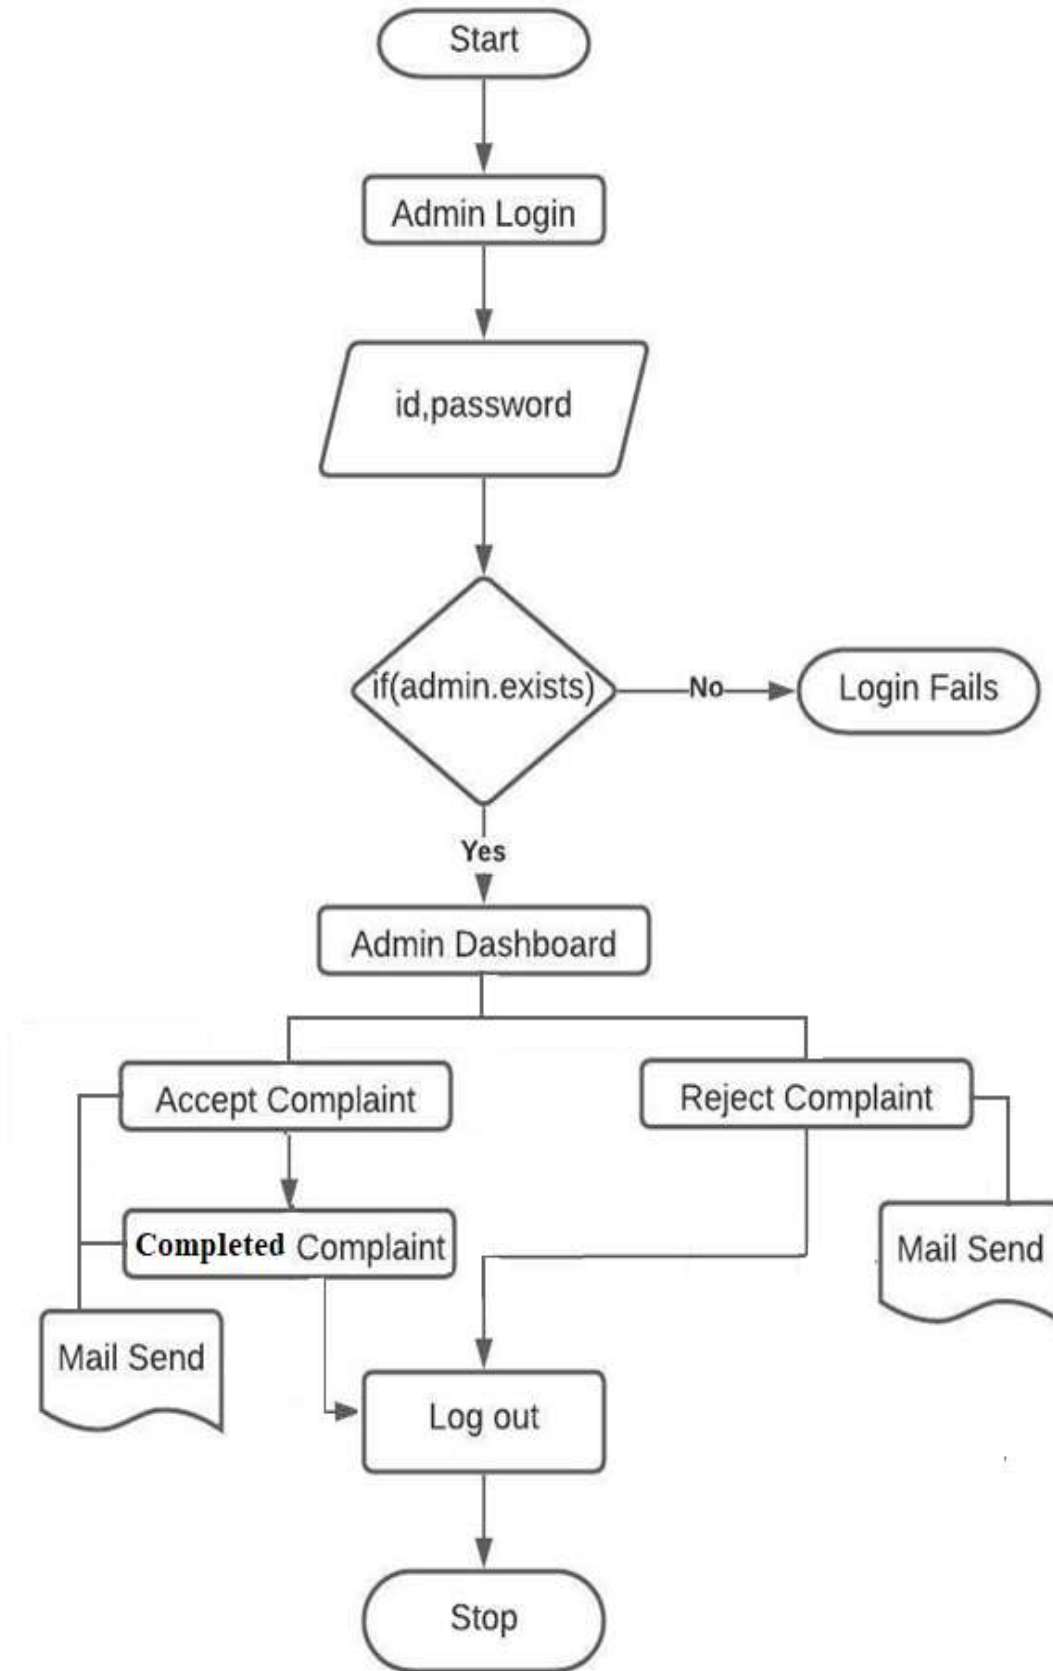 Start
Admin Login
id,password
if(admin.exists)
No
Login Fails
Yes
Admin Dashboard
Accept Complaint
Reject Complaint
Completed Complaint
Mail Send
Mail Send
Log out
Stop